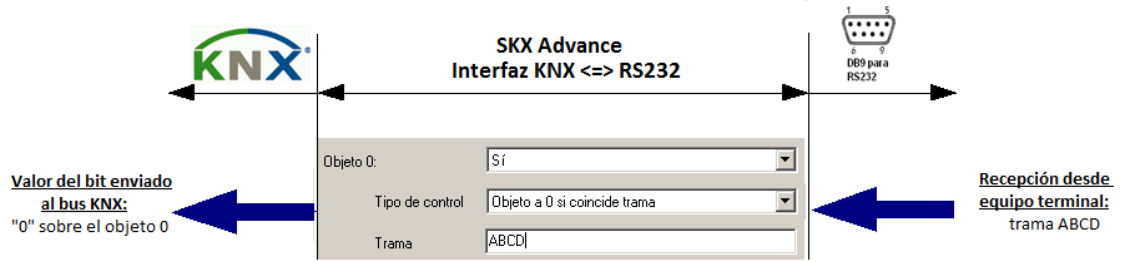 1 5
6 9
DB9 para
RS232
KNX
SKX Advance
Interfaz KNX <=> RS232
Objeto 0: Sí
Tipo de control Objeto a 0 si coincide trama
Trama ABCD
Valor del bit enviado
al bus KNX:
"0" sobre el objeto 0
Recepción desde
equipo terminal:
trama ABCD